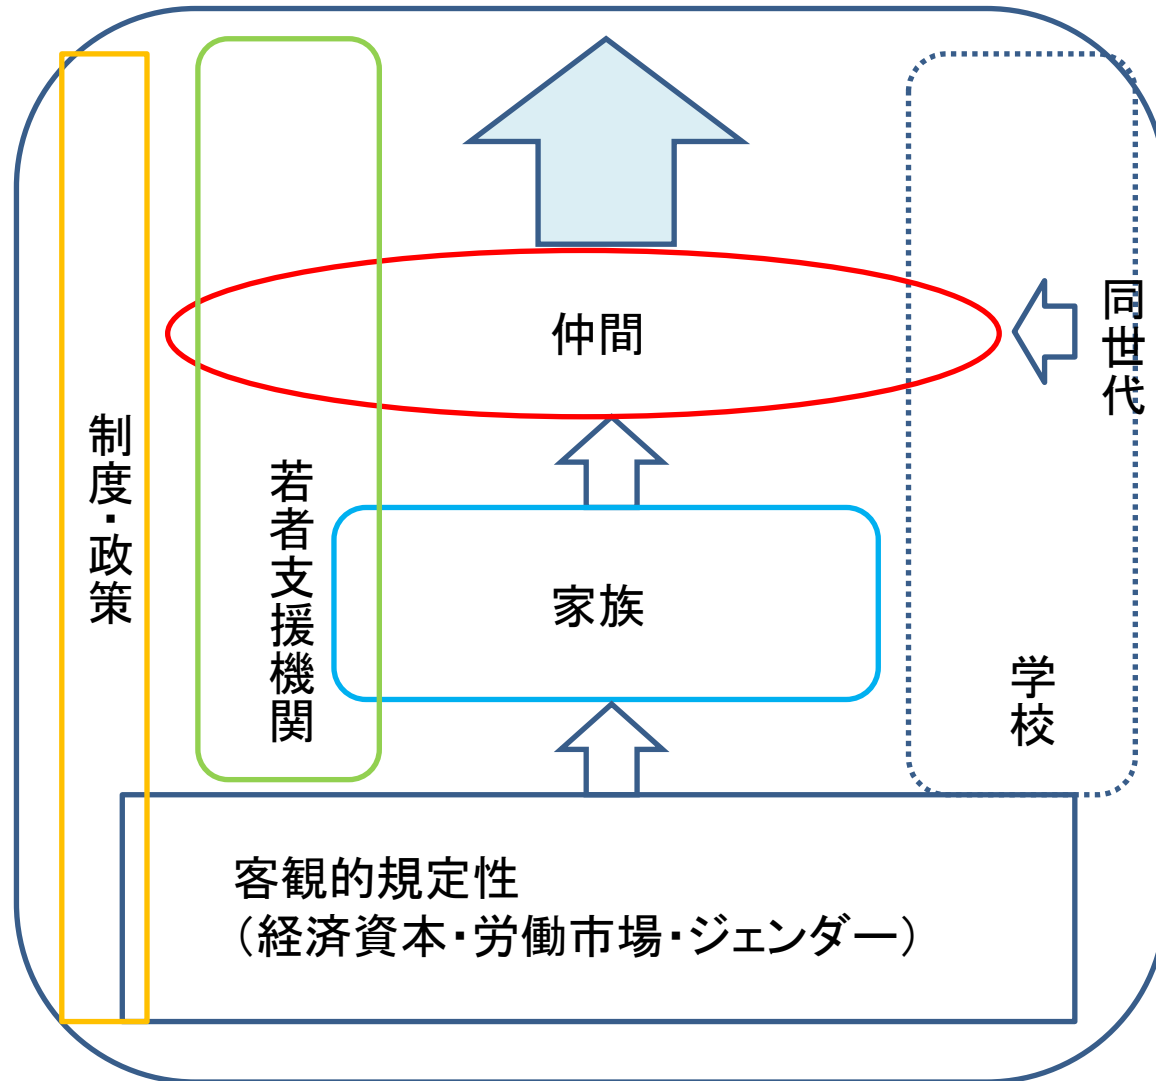 制度・政策
若者支援機関
仲間
同世代
家族
学校
客観的規定性
（経済資本・労働市場・ジェンダー）